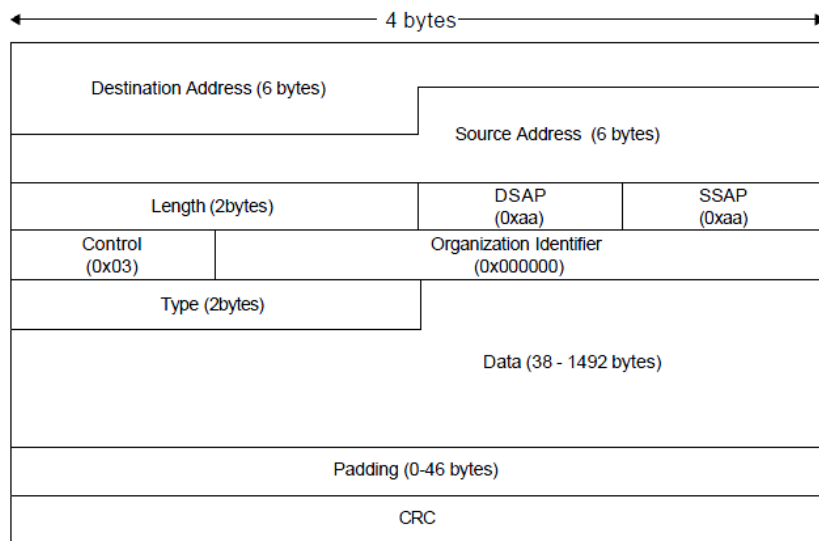 4 bytes
Destination Address (6 bytes)
Source Address  (6 bytes)
Length (2bytes)
DSAP
(0xaa)
SSAP
(0xaa)
Control
(0x03)
Organization Identifier
(0x000000)
Type (2bytes)
Data (38 - 1492 bytes)
Padding (0-46 bytes)
CRC